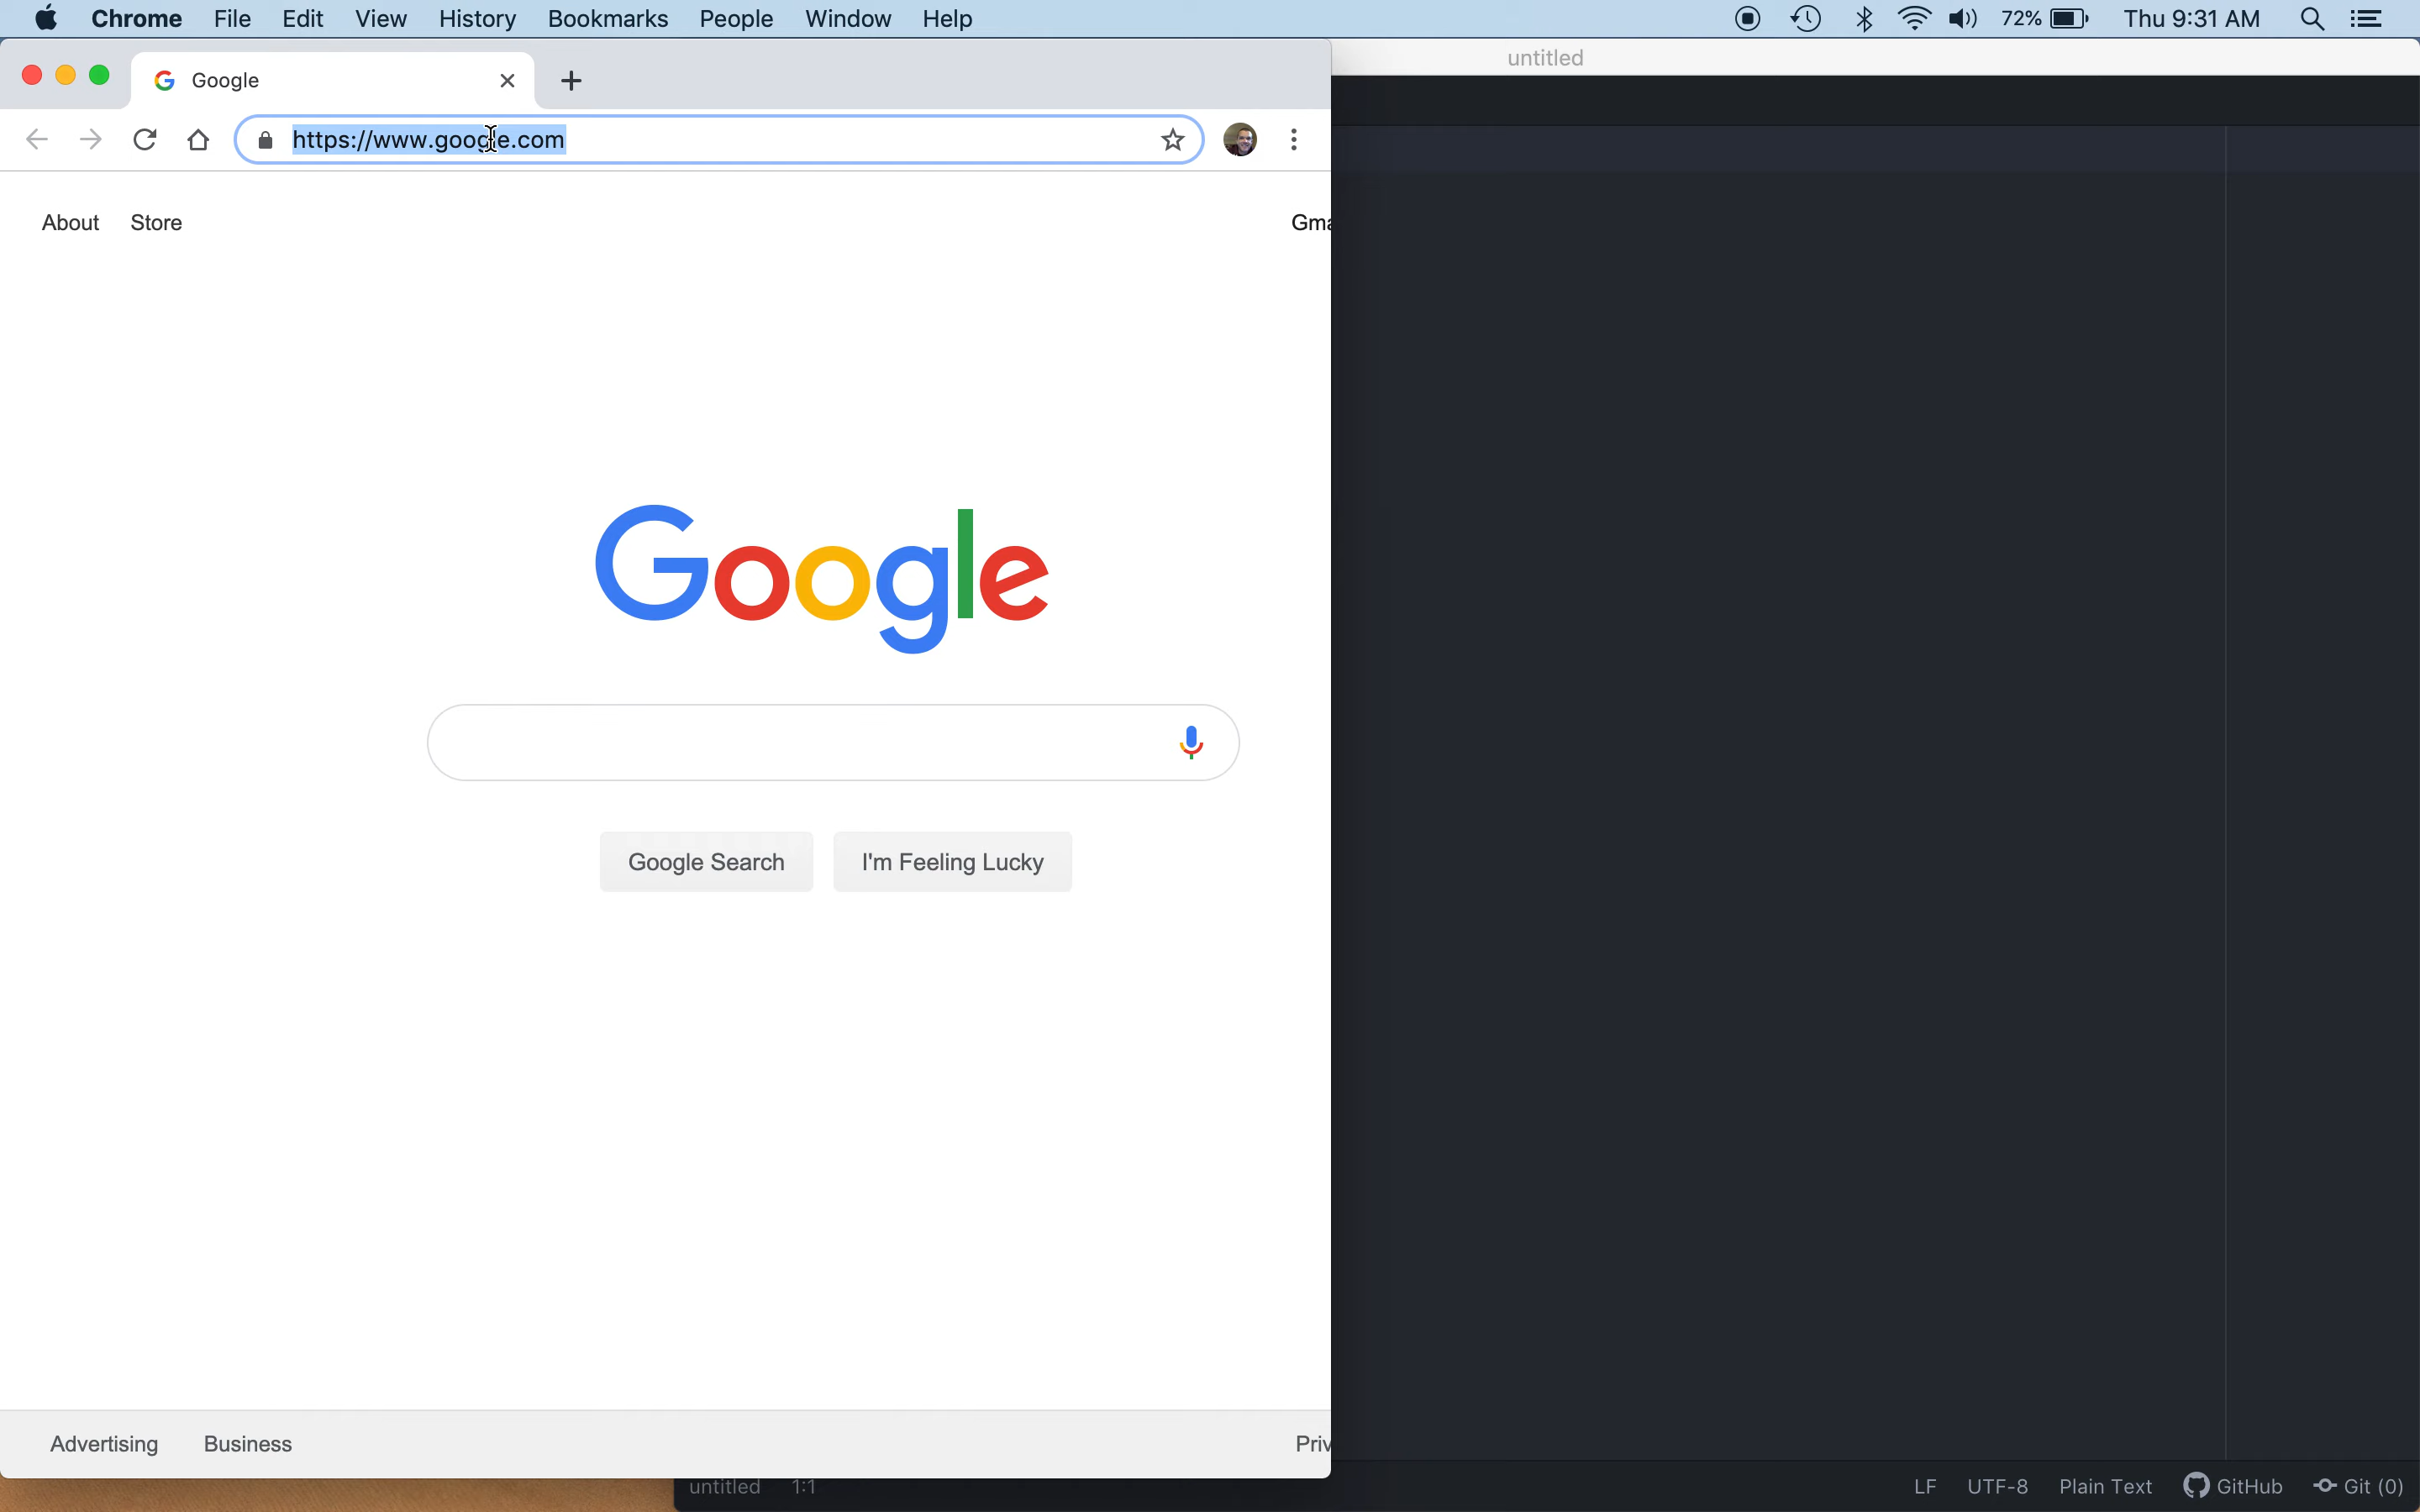 Chrome File Edit View History Bookmarks People Window Help 72% Thu 9:31 AM
untitled
Google
https://www.google.com
About Store Gma
Google
Google Search I'm Feeling Lucky
Advertising Business Priv
untitled 1:1 LF UTF-8 Plain Text GitHub Git (0)